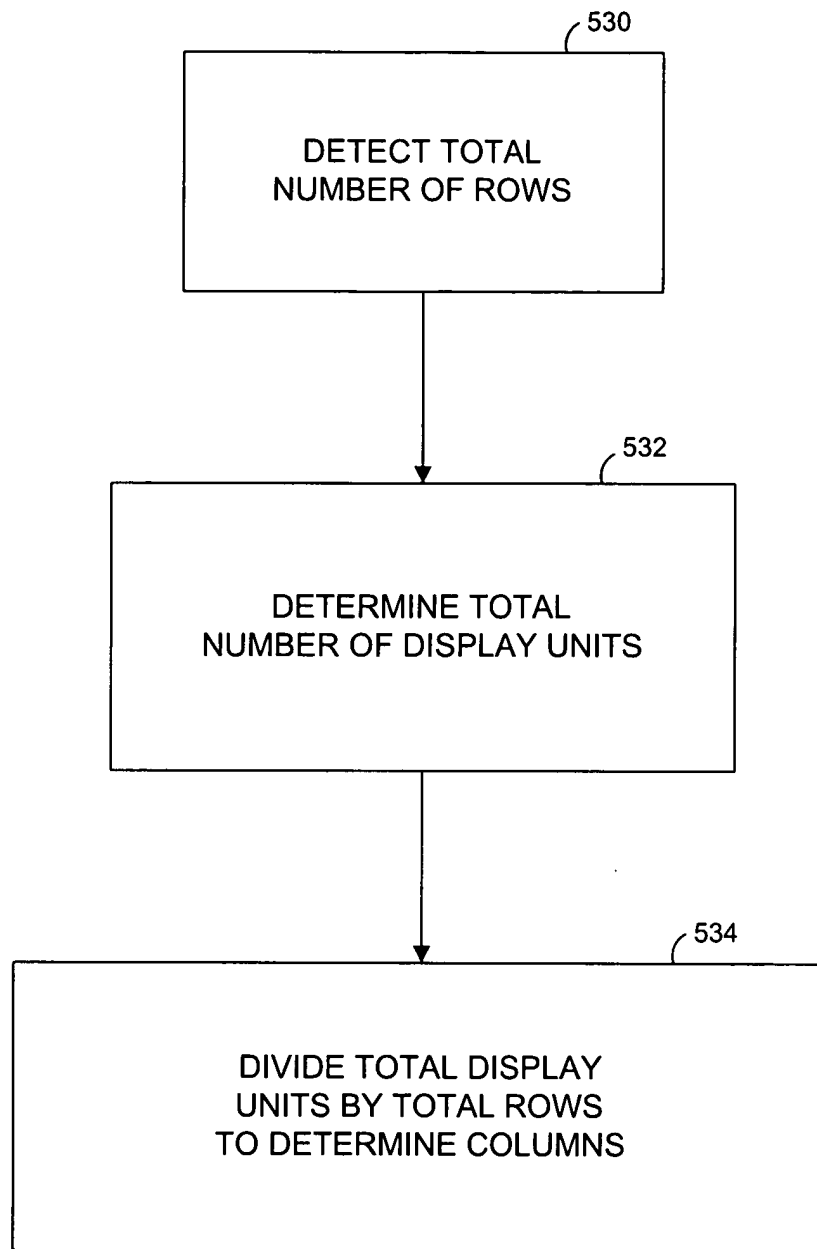 530
DETECT TOTAL
NUMBER OF ROWS
532
DETERMINE TOTAL
NUMBER OF DISPLAY UNITS
534
DIVIDE TOTAL DISPLAY
UNITS BY TOTAL ROWS
TO DETERMINE COLUMNS